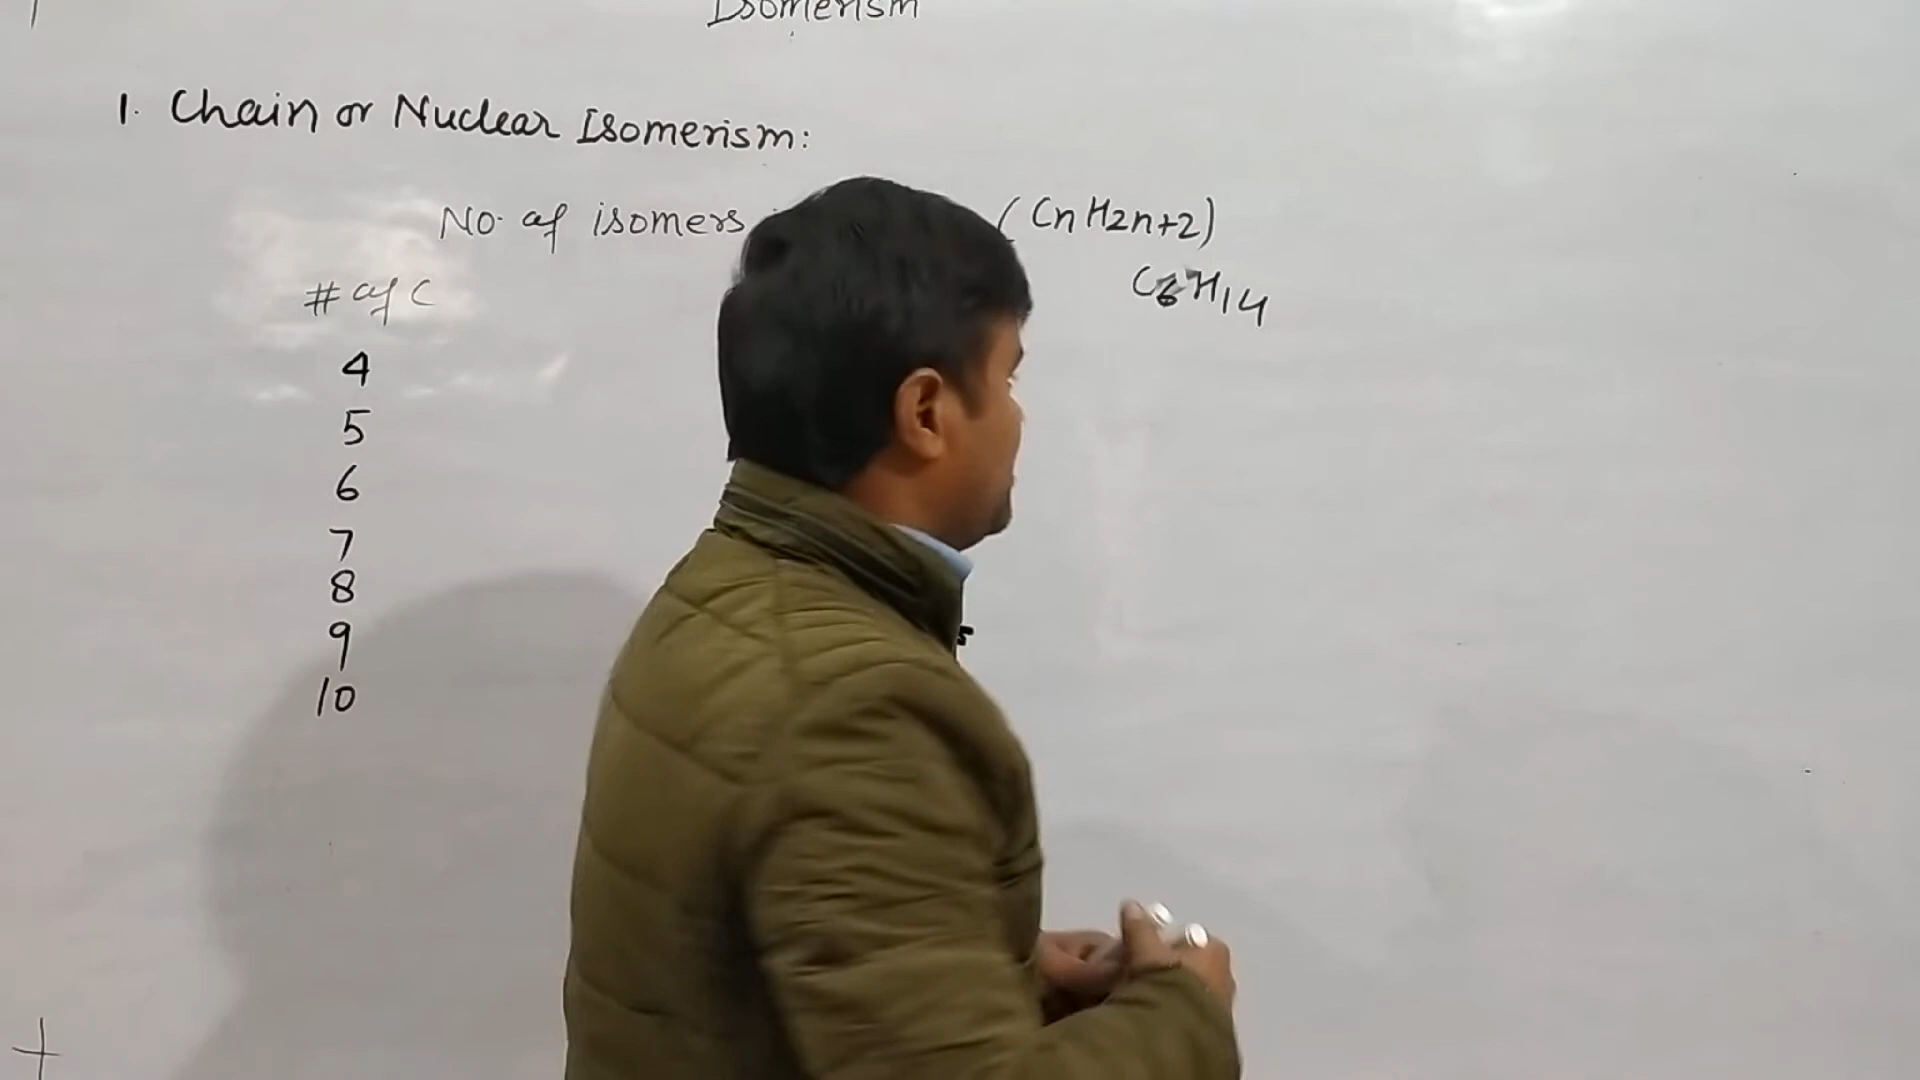 Isomerism
1. Chain or Nuclear Isomerism:
No. of isomers (CnH2n+2)
# of C C6H14
4
5
6
7
8
9
10